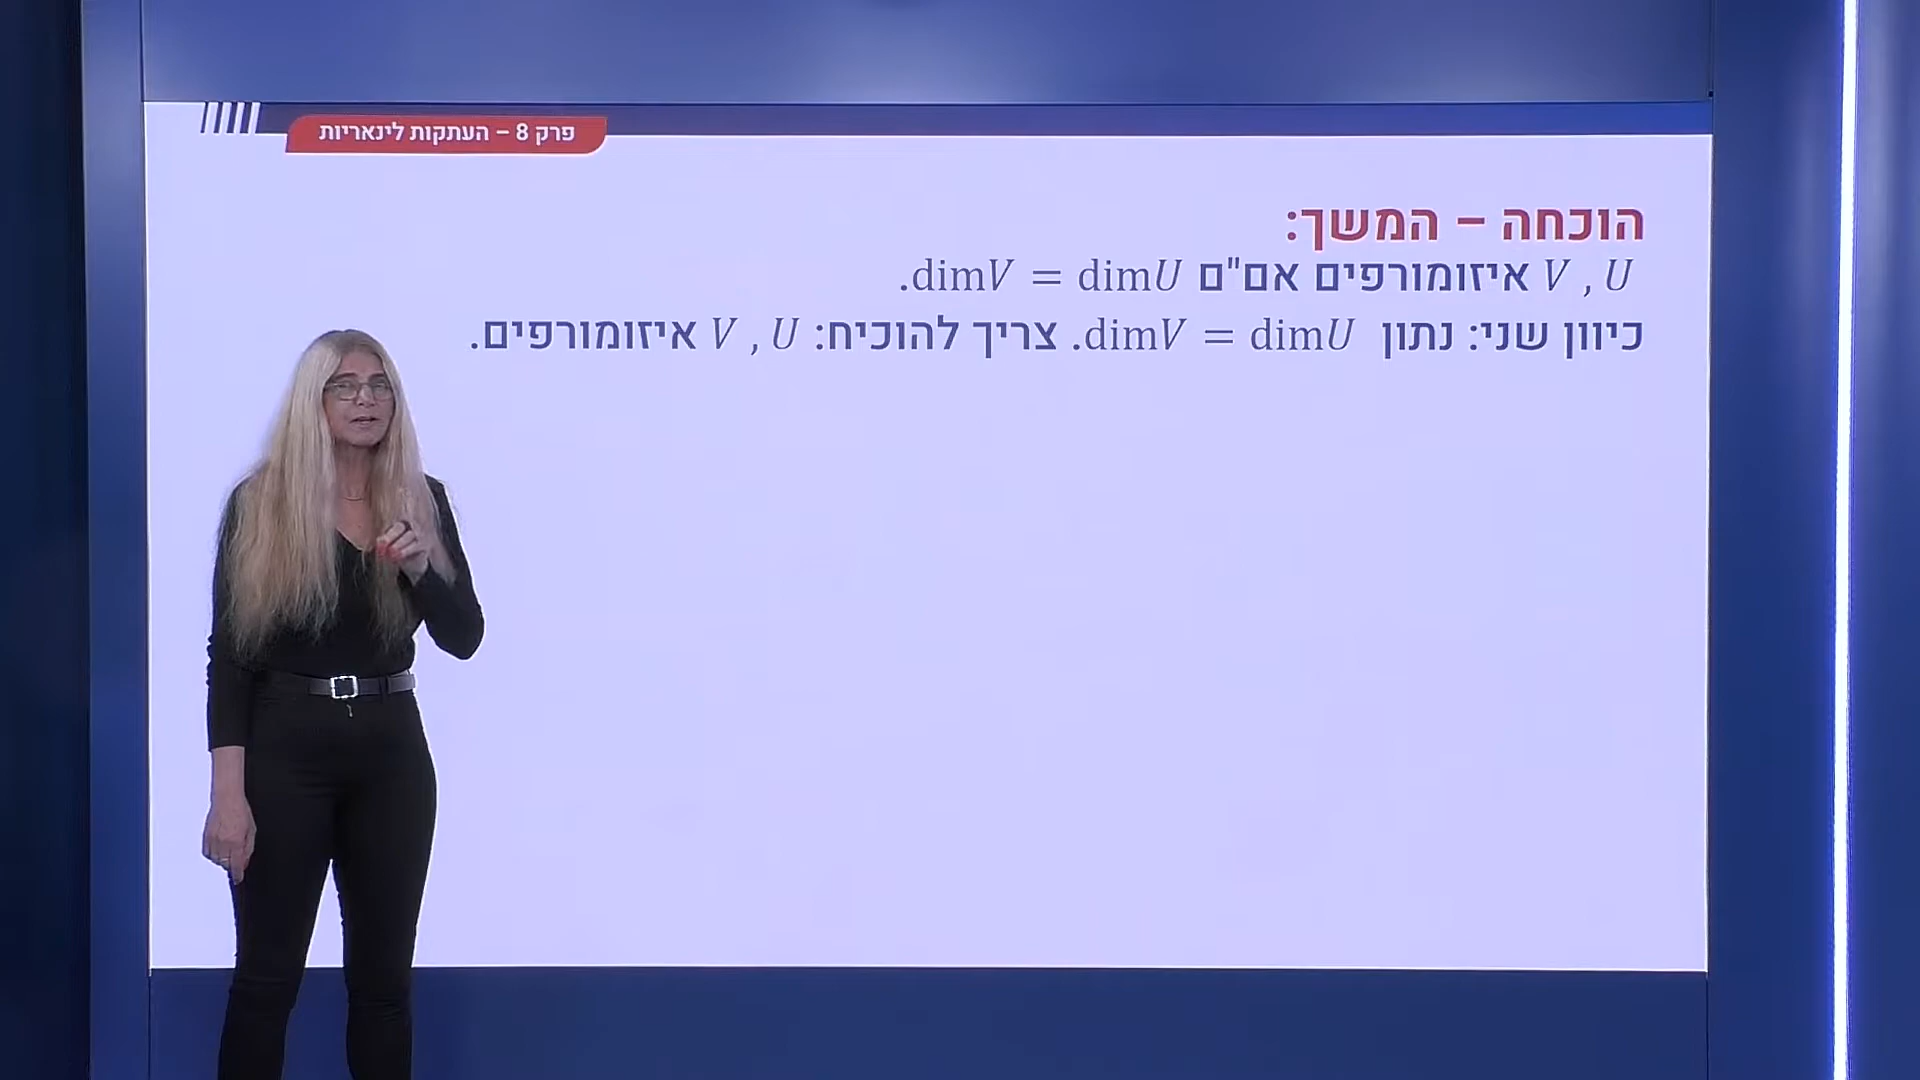 פרק 8 – העתקות לינאריות
הוכחה – המשך:
V , U איזומורפים אם"ם dimV = dimU.
כיוון שני: נתון dimV = dimU. צריך להוכיח: V , U איזומורפים.